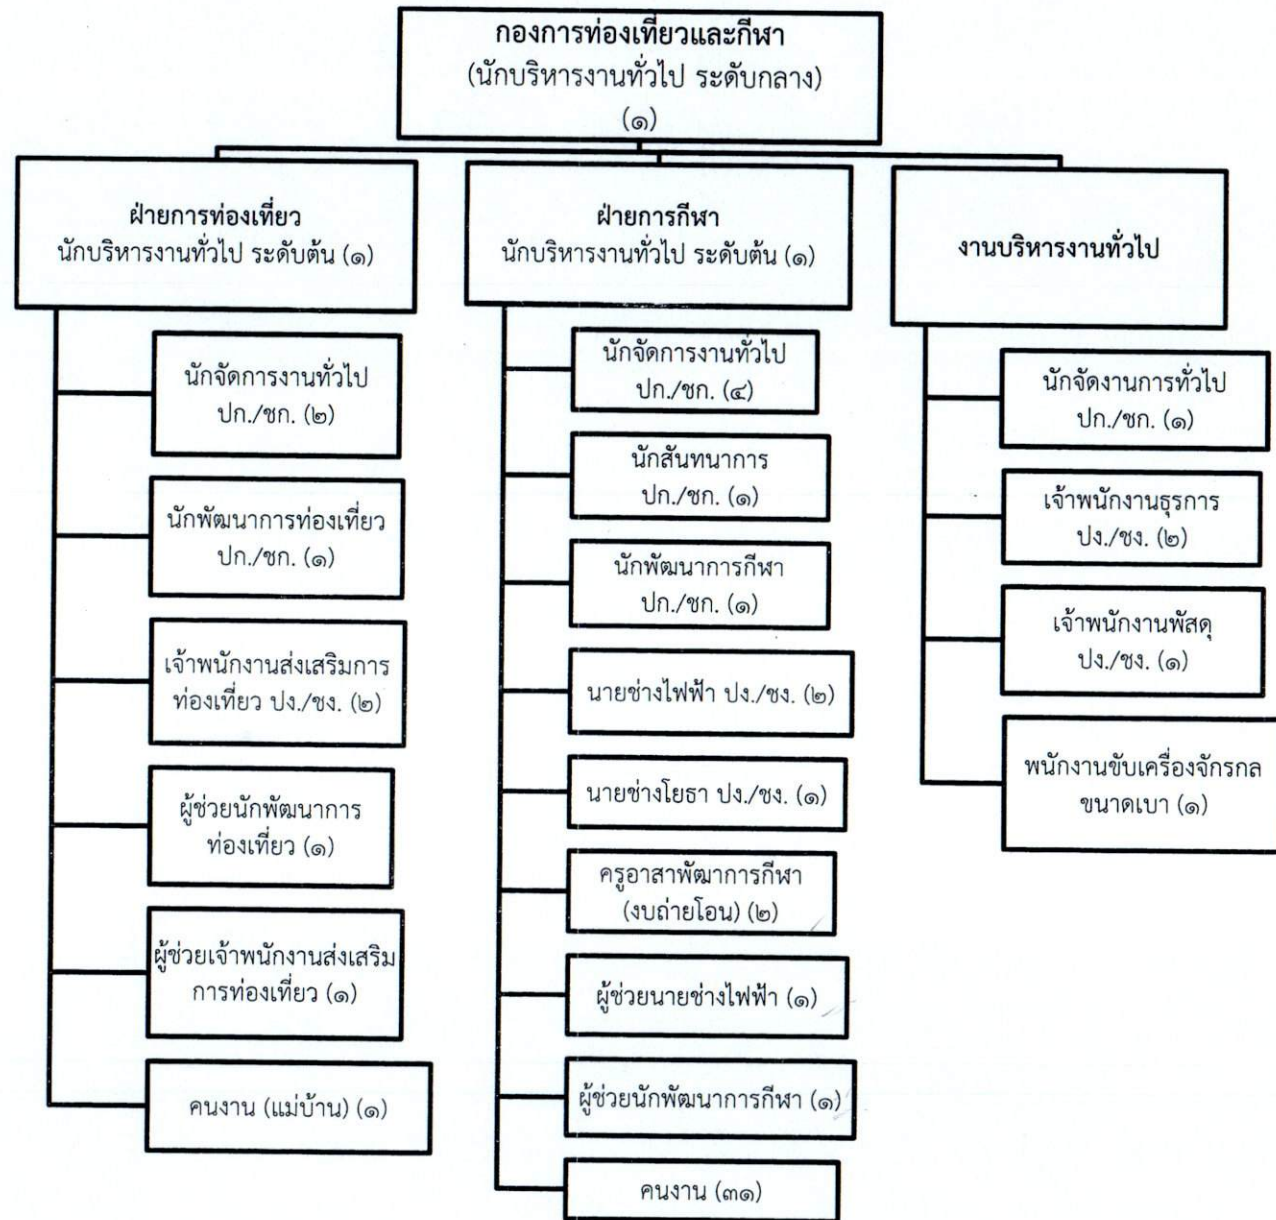 กองการท่องเที่ยวและกีฬา
(นักบริหารงานทั่วไป ระดับกลาง)
(๑)
ฝ่ายการท่องเที่ยว
นักบริหารงานทั่วไป ระดับต้น (๑)
นักจัดการงานทั่วไป
ปก./ชก. (๒)
นักพัฒนาการท่องเที่ยว
ปก./ชก. (๑)
เจ้าพนักงานส่งเสริมการ
ท่องเที่ยว ปง./ชง. (๒)
ผู้ช่วยนักพัฒนาการ
ท่องเที่ยว (๑)
ผู้ช่วยเจ้าพนักงานส่งเสริม
การท่องเที่ยว (๑)
คนงาน (แม่บ้าน) (๑)
ฝ่ายการกีฬา
นักบริหารงานทั่วไป ระดับต้น (๑)
นักจัดการงานทั่วไป
ปก./ชก. (๔)
นักสันทนาการ
ปก./ชก. (๑)
นักพัฒนาการกีฬา
ปก./ชก. (๑)
นายช่างไฟฟ้า ปง./ชง. (๒)
นายช่างโยธา ปง./ชง. (๑)
ครูอาสาพัฒาการกีฬา
(งบถ่ายโอน) (๒)
ผู้ช่วยนายช่างไฟฟ้า (๑)
ผู้ช่วยนักพัฒนาการกีฬา (๑)
คนงาน (๓๑)
งานบริหารงานทั่วไป
นักจัดงานการทั่วไป
ปก./ชก. (๑)
เจ้าพนักงานธุรการ
ปง./ชง. (๒)
เจ้าพนักงานพัสดุ
ปง./ชง. (๑)
พนักงานขับเครื่องจักรกล
ขนาดเบา (๑)